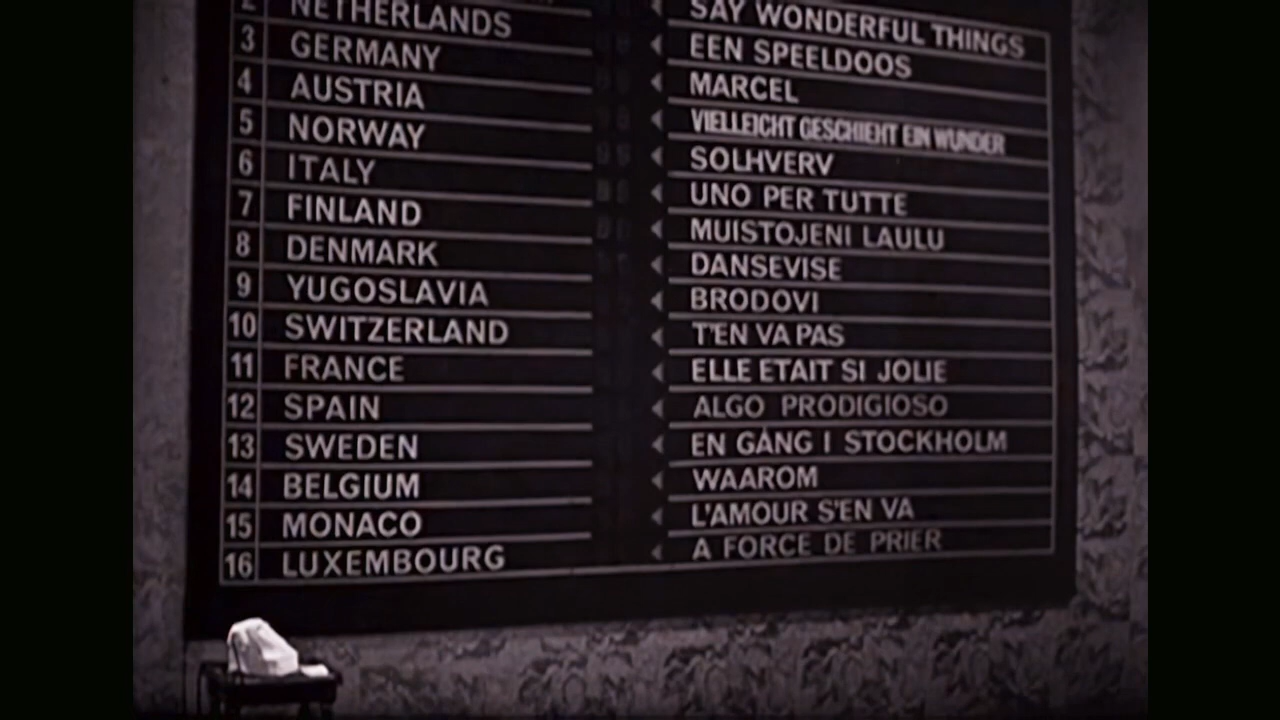 SAY WONDERFUL THINGS
2 NETHERLANDS EEN SPEELDOOS
3 GERMANY MARCEL
4 AUSTRIA VIELLEICHT GESCHIEHT EIN WUNDER
5 NORWAY SOLHVERV
6 ITALY UNO PER TUTTE
7 FINLAND MUISTOJENI LAULU
8 DENMARK DANSEVISE
9 YUGOSLAVIA BRODOVI
10 SWITZERLAND T'EN VA PAS
11 FRANCE ELLE ETAIT SI JOLIE
12 SPAIN ALGO PRODIGIOSO
13 SWEDEN EN GÅNG I STOCKHOLM
14 BELGIUM WAAROM
15 MONACO L'AMOUR S'EN VA
16 LUXEMBOURG A FORCE DE PRIER